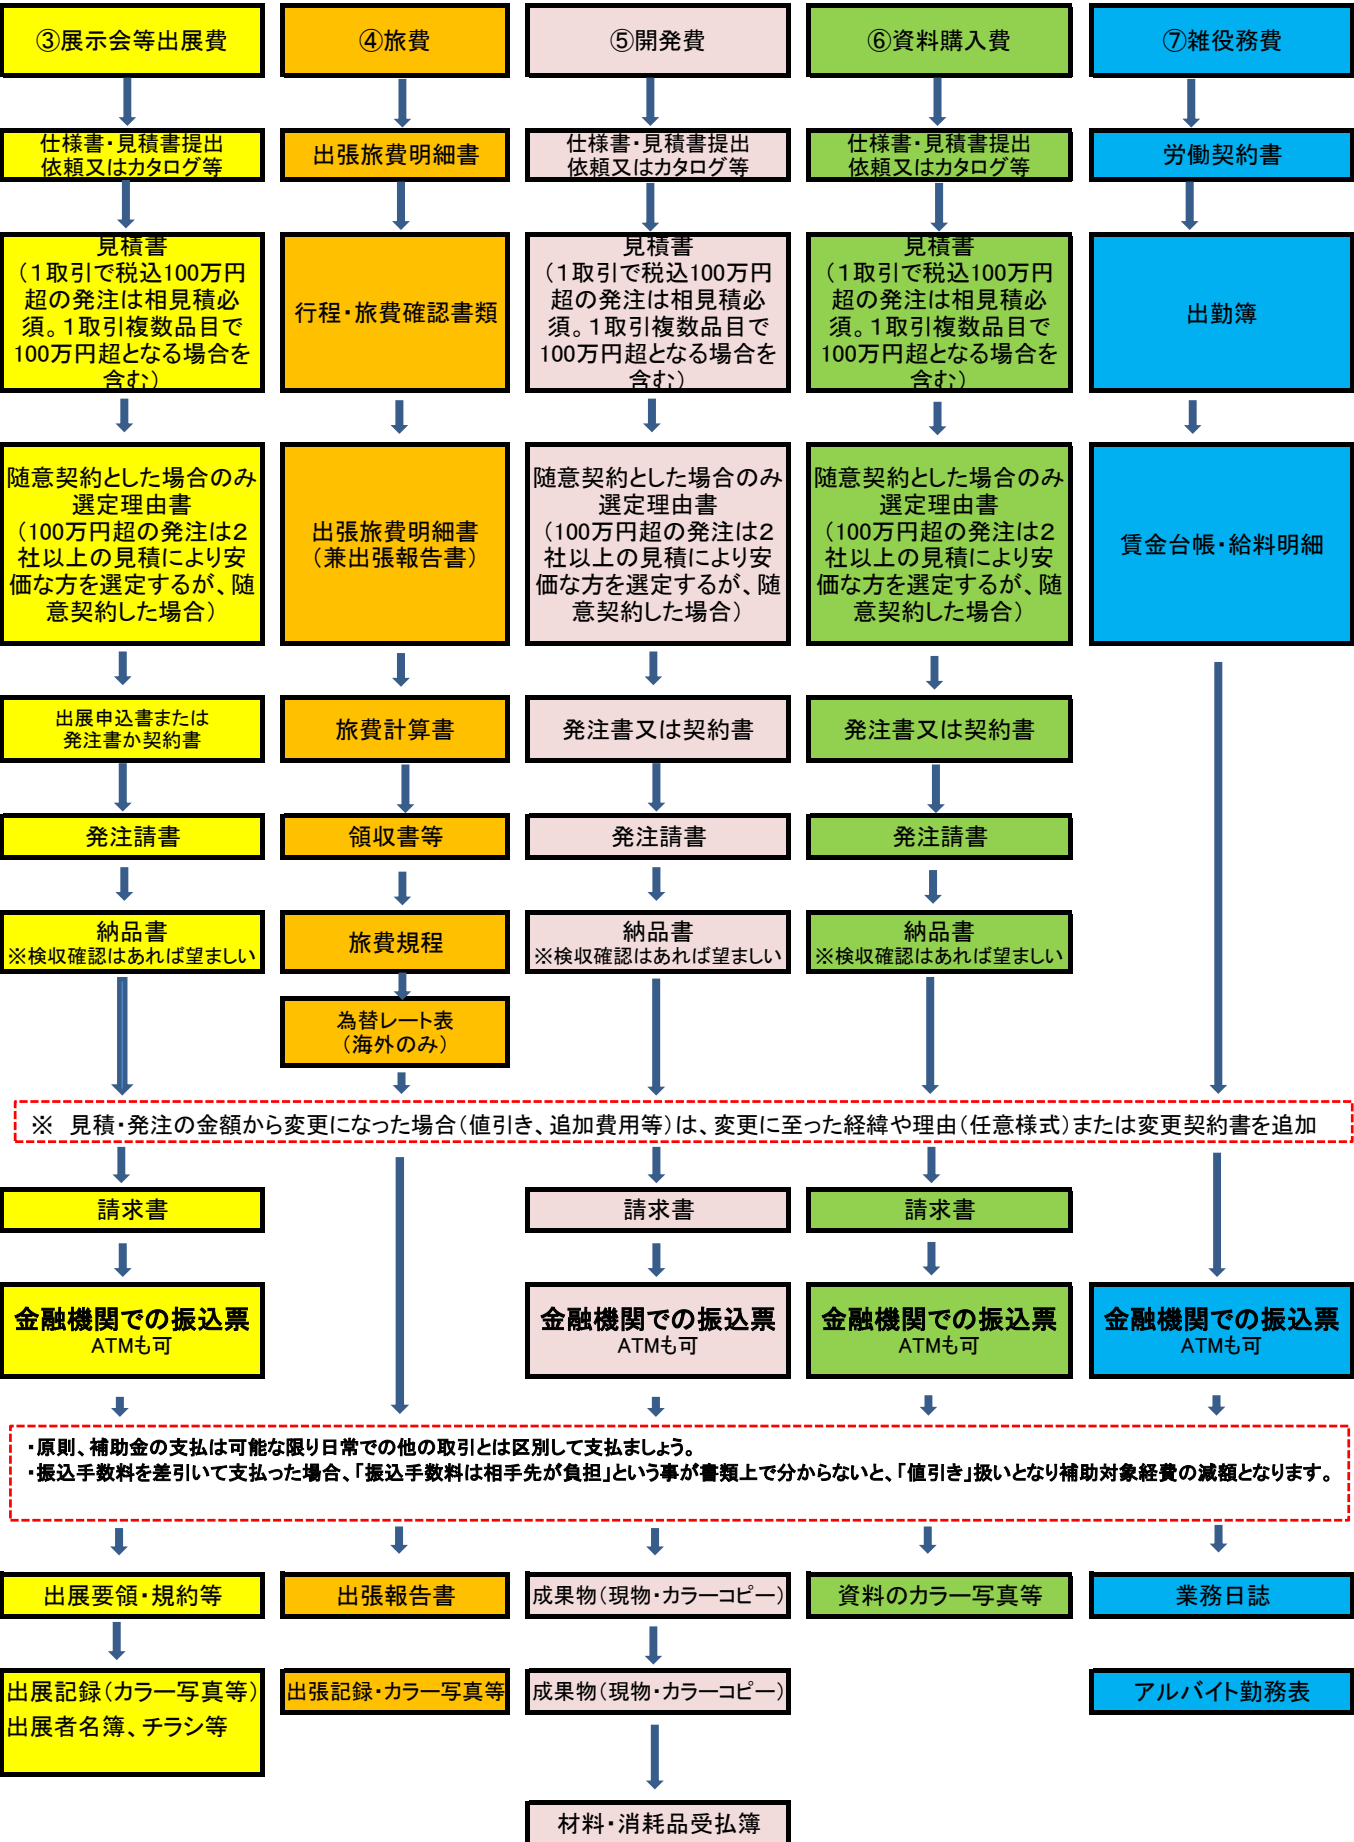 ③展示会等出展費
④旅費
⑤開発費
⑥資料購入費
⑦雑役務費
仕様書・見積書提出
依頼又はカタログ等
出張旅費明細書
仕様書・見積書提出
依頼又はカタログ等
仕様書・見積書提出
依頼又はカタログ等
労働契約書
見積書
（１取引で税込100万円
超の発注は相見積必
須。１取引複数品目で
100万円超となる場合を
含む）
行程・旅費確認書類
見積書
（１取引で税込100万円
超の発注は相見積必
須。１取引複数品目で
100万円超となる場合を
含む）
見積書
（１取引で税込100万円
超の発注は相見積必
須。１取引複数品目で
100万円超となる場合を
含む）
出勤簿
随意契約とした場合のみ
選定理由書
（100万円超の発注は２
社以上の見積により安
価な方を選定するが、随
意契約した場合）
出張旅費明細書
（兼出張報告書）
随意契約とした場合のみ
選定理由書
（100万円超の発注は２
社以上の見積により安
価な方を選定するが、随
意契約した場合）
随意契約とした場合のみ
選定理由書
（100万円超の発注は２
社以上の見積により安
価な方を選定するが、随
意契約した場合）
賃金台帳・給料明細
出展申込書または
発注書か契約書
旅費計算書
発注書又は契約書
発注書又は契約書
発注請書
領収書等
発注請書
発注請書
納品書
※検収確認はあれば望ましい
旅費規程
納品書
※検収確認はあれば望ましい
納品書
※検収確認はあれば望ましい
為替レート表
（海外のみ）
※　見積・発注の金額から変更になった場合（値引き、追加費用等）は、変更に至った経緯や理由（任意様式）または変更契約書を追加
請求書
請求書
請求書
金融機関での振込票
ATMも可
金融機関での振込票
ATMも可
金融機関での振込票
ATMも可
金融機関での振込票
ATMも可
・原則、補助金の支払は可能な限り日常での他の取引とは区別して支払ましょう。
・振込手数料を差引いて支払った場合、「振込手数料は相手先が負担」という事が書類上で分からないと、「値引き」扱いとなり補助対象経費の減額となります。
出展要領・規約等
出張報告書
成果物（現物・カラーコピー）
資料のカラー写真等
業務日誌
出展記録（カラー写真等）
出展者名簿、チラシ等
出張記録・カラー写真等
成果物（現物・カラーコピー）
アルバイト勤務表
材料・消耗品受払簿